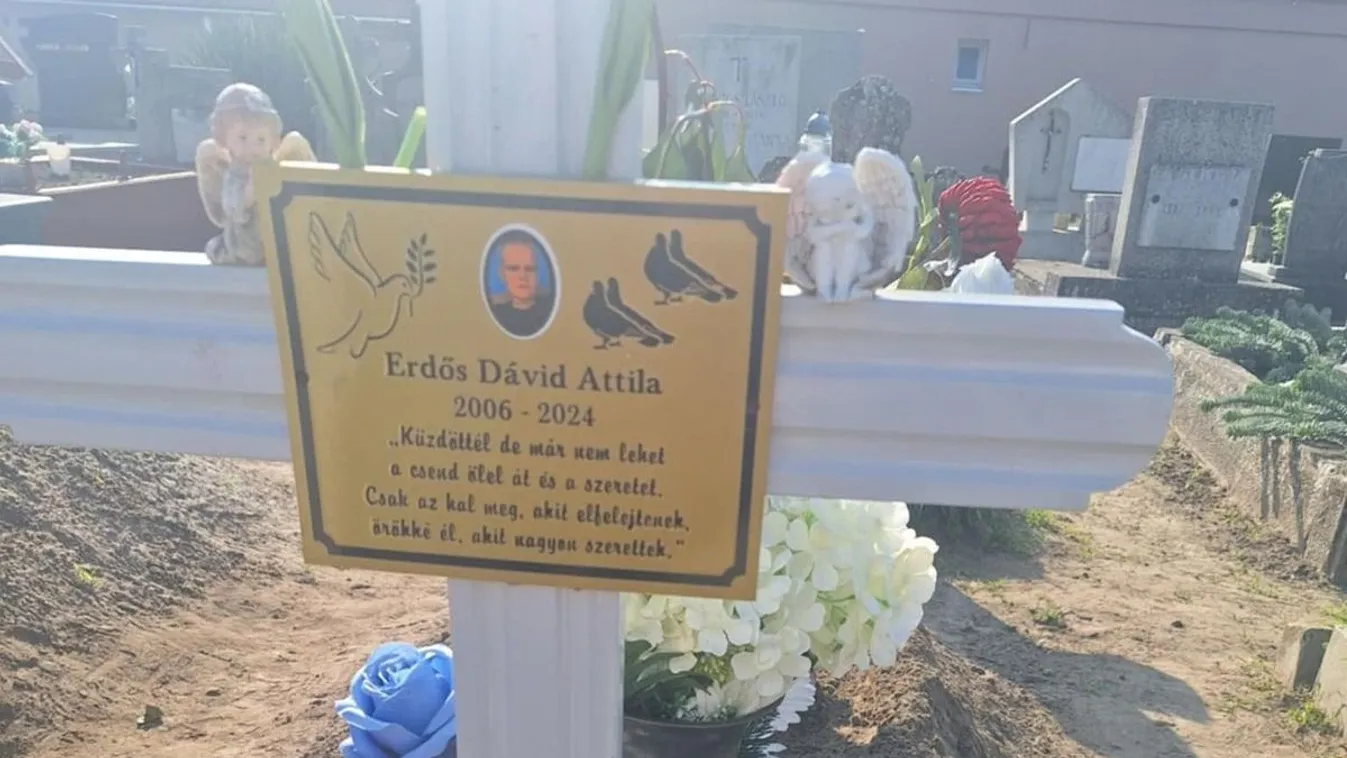 Erdős Dávid Attila
2006 - 2024
„Küzdöttél de már nem lehet
a csend ölel át és a szeretet.
Csak az hal meg, akit elfelejtenek,
örökké él, akit nagyon szerettek."